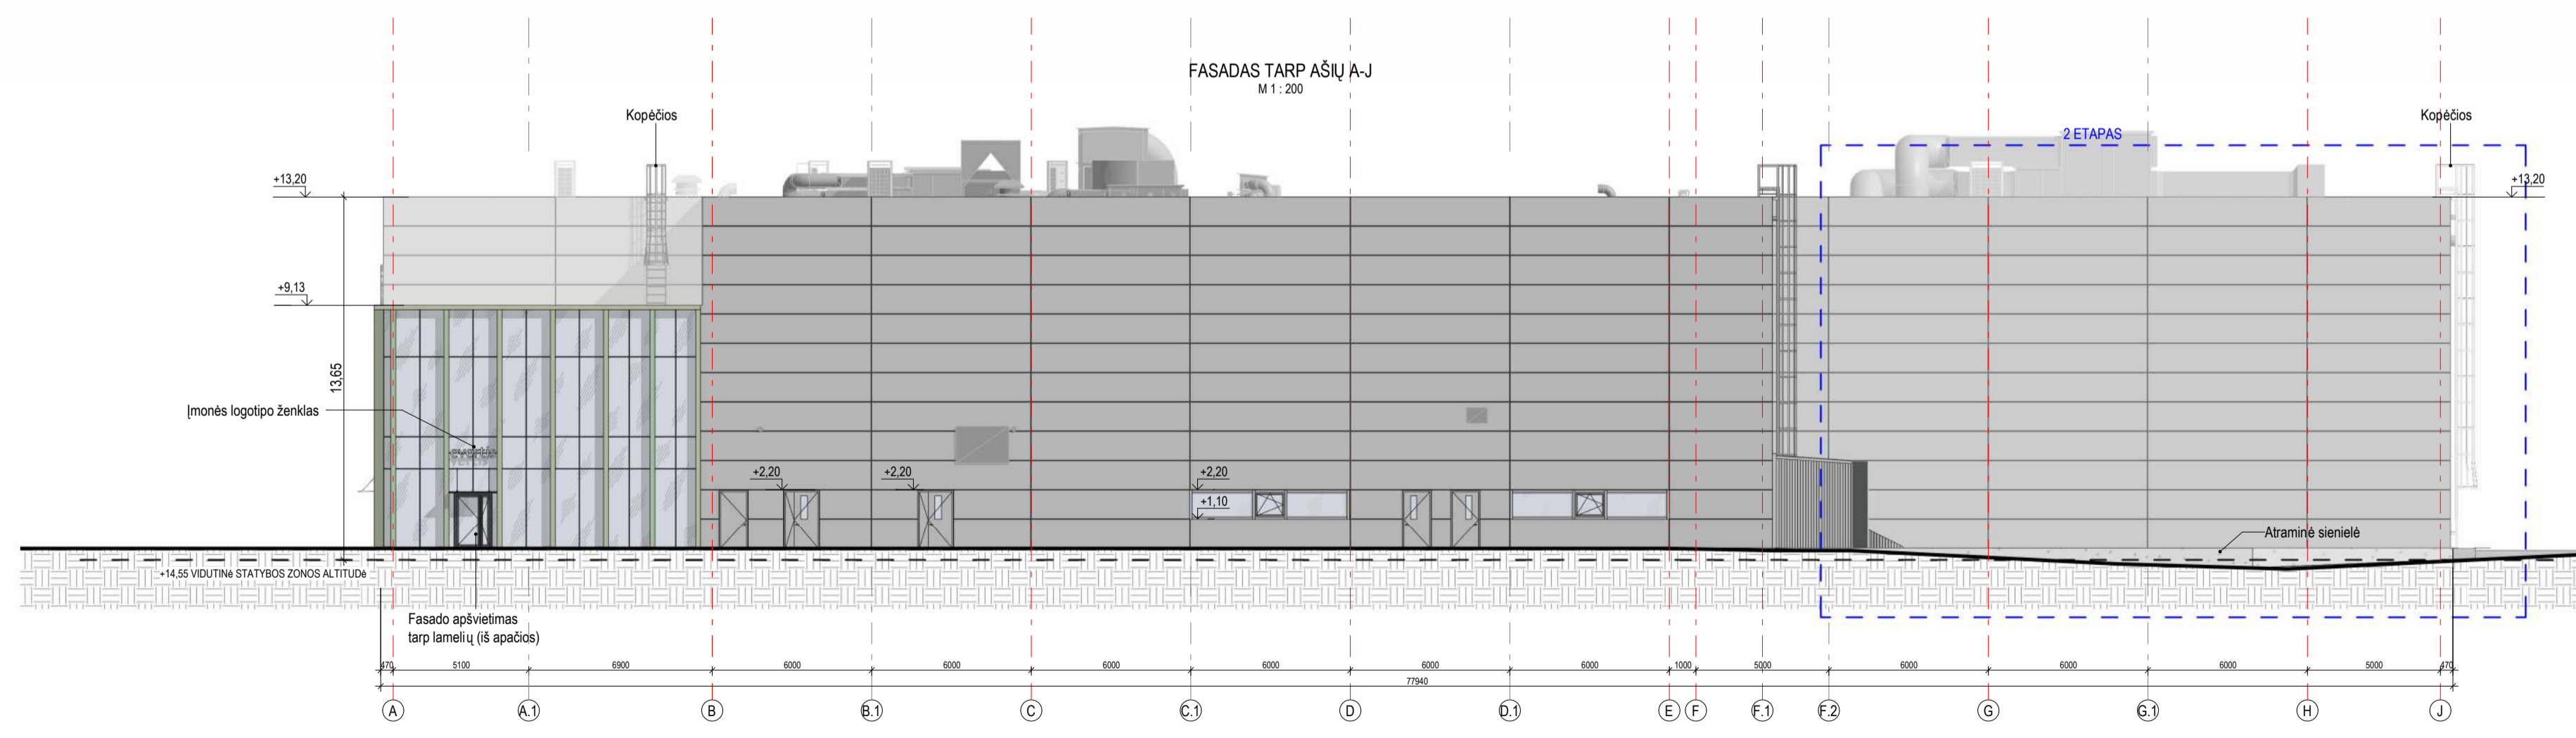 FASADAS TARP AŠIŲ A-J
M 1 : 200
Kopėčios
Kopėčios
2 ETAPAS
+13,20
+13,20
+9,13
13,65
Įmonės logotipo ženklas
+2,20
+2,20
+2,20
+1,10
Atraminė sienielė
+14,55 VIDUTINė STATYBOS ZONOS ALTITUDė
Fasado apšvietimas
tarp lamelių (iš apačios)
470 5100 6900 6000 6000 6000 6000 6000 6000 1000 5000 6000 6000 6000 5000 470
77940
A A.1 B B.1 C C.1 D D.1 E F F.1 F.2 G G.1 H J